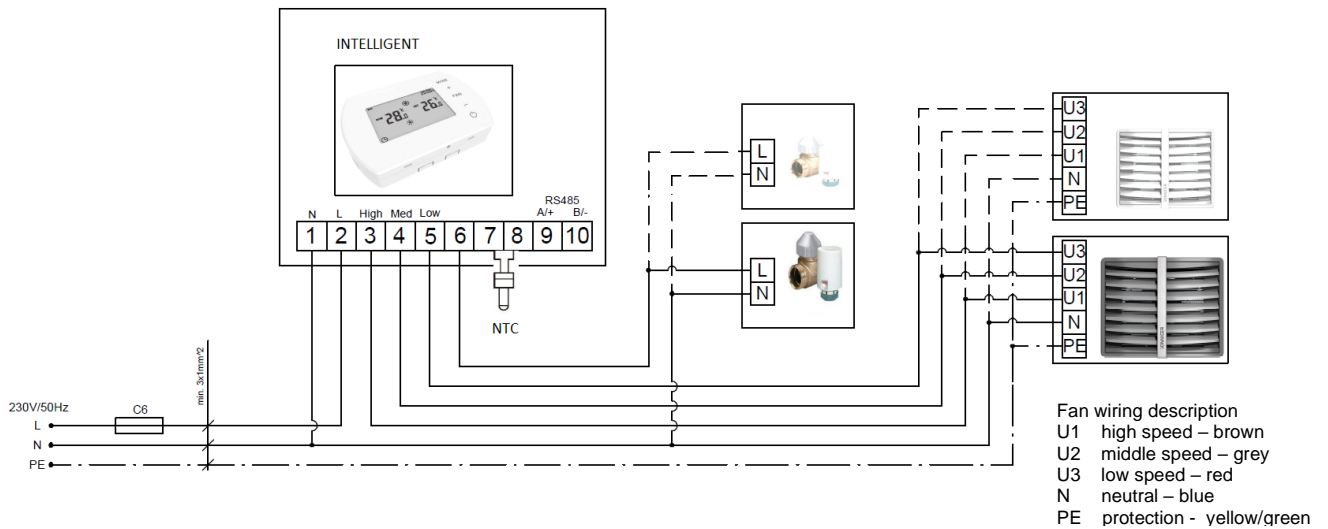 INTELLIGENT
MODE
FAN
28.0 26.0
N L High Med Low RS485 A/+ B/-
1 2 3 4 5 6 7 8 9 10
NTC
L
N
L
N
U3
U2
U1
N
PE
U3
U2
U1
N
PE
min. 3x1mm^2
230V/50Hz
C6
L
N
PE
Fan wiring description
U1 high speed – brown
U2 middle speed – grey
U3 low speed – red
N neutral – blue
PE protection - yellow/green